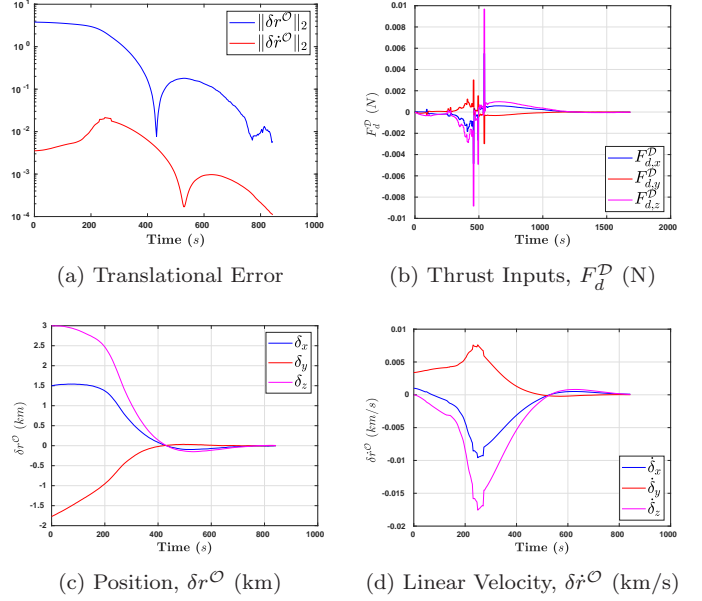 10^1
10^0
10^-1
10^-2
10^-3
10^-4
0 200 400 600 800 1000
Time (s)
‖δr^𝒪‖₂
‖δṙ^𝒪‖₂
(a) Translational Error
F_d^𝒟 (N)
0.01
0.008
0.006
0.004
0.002
0
-0.002
-0.004
-0.006
-0.008
-0.01
0 500 1000 1500 2000
Time (s)
F_{d,x}^𝒟
F_{d,y}^𝒟
F_{d,z}^𝒟
(b) Thrust Inputs, F_d^𝒟 (N)
δr^𝒪 (km)
3
2.5
2
1.5
1
0.5
0
-0.5
-1
-1.5
-2
0 200 400 600 800 1000
Time (s)
δ_x
δ_y
δ_z
(c) Position, δr^𝒪 (km)
δṙ^𝒪 (km/s)
0.01
0.005
0
-0.005
-0.01
-0.015
-0.02
0 200 400 600 800 1000
Time (s)
δ̇_x
δ̇_y
δ̇_z
(d) Linear Velocity, δṙ^𝒪 (km/s)